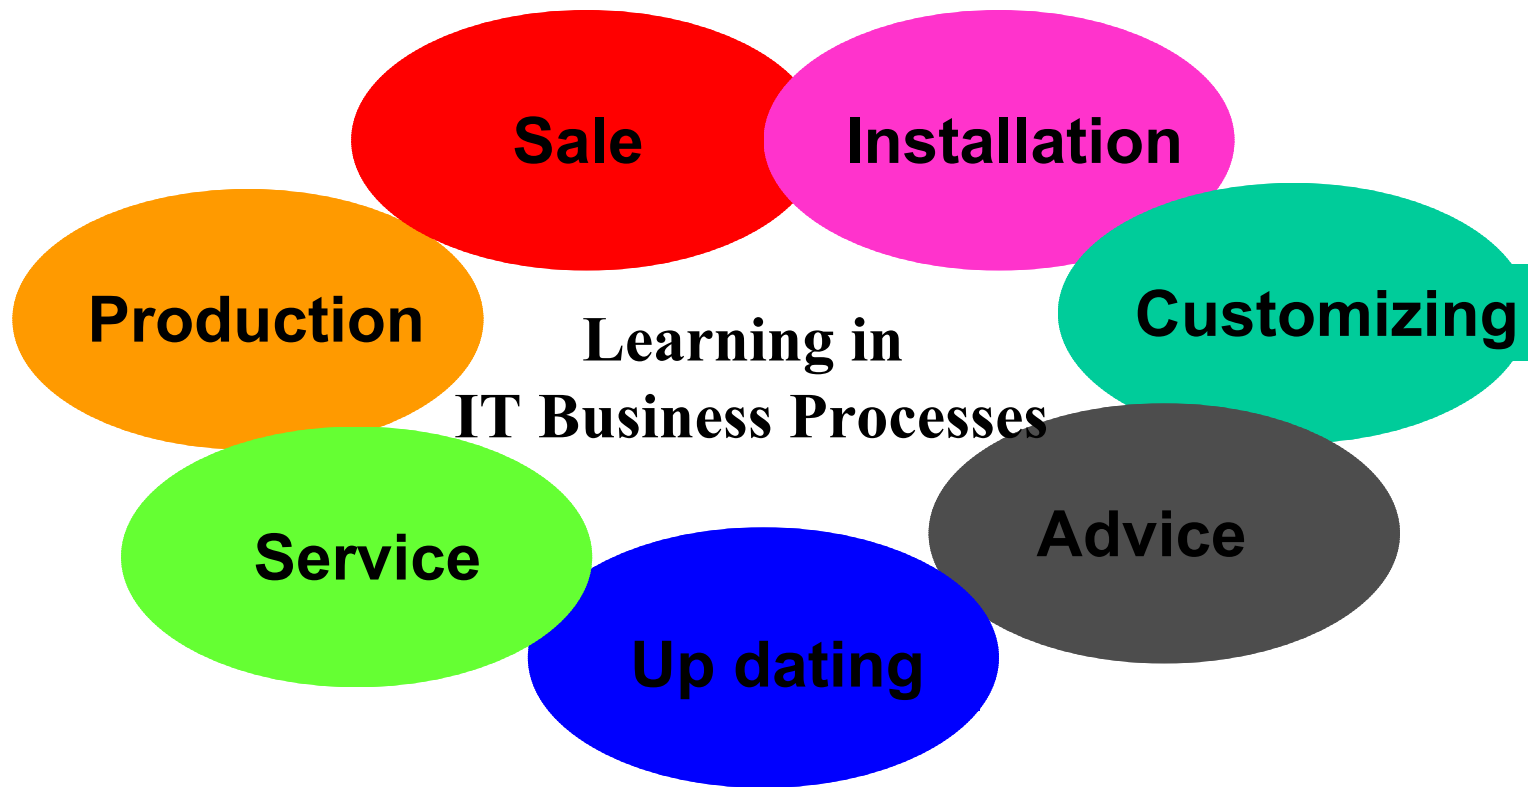 Sale
Installation
Production
Customizing
Learning in
IT Business Processes
Service
Advice
Up dating